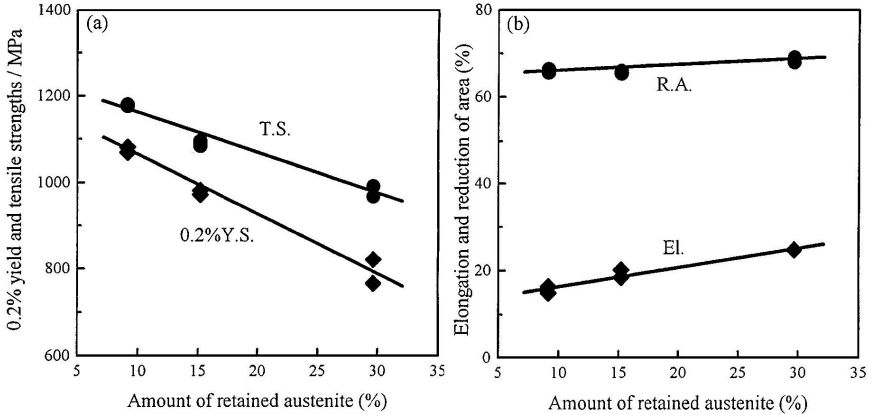 (a)
0.2% yield and tensile strengths / MPa
1400
1200
1000
800
600
T.S.
0.2%Y.S.
5 10 15 20 25 30 35
Amount of retained austenite (%)
(b)
Elongation and reduction of area (%)
80
60
40
20
0
R.A.
El.
5 10 15 20 25 30 35
Amount of retained austenite (%)